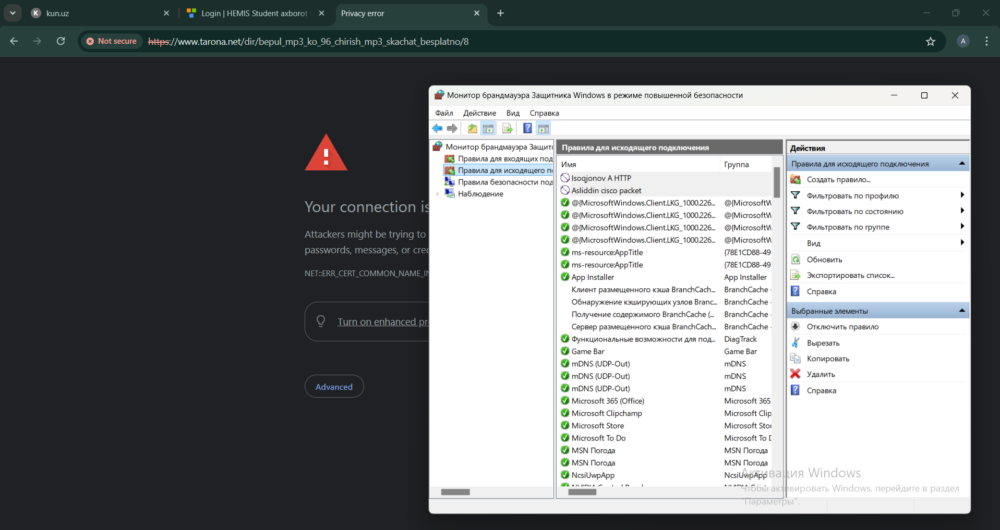 kun.uz
Login | HEMIS Student axborot
Privacy error
Not secure
https://www.tarona.net/dir/bepul_mp3_ko_96_chirish_mp3_skachat_besplatno/8
A
Your connection is
Attackers might be trying to
passwords, messages, or
NET::ERR_CERT_COMMON_NAME_IN
Turn on enhanced
Advanced
Монитор брандмауэра Защитника Windows в режиме повышенной безопасности
Файл Действие Вид Справка
Монитор брандмауэра
Правила для входящих
Правила для исходящего
Правила безопасности
Наблюдение
Правила для исходящего подключения
Имя Группа
Isoqjonov A HTTP
Asliddin cisco packet
@{MicrosoftWindows.Client.LKG_1000.226... @{MicrosoftW
@{MicrosoftWindows.Client.LKG_1000.226... @{MicrosoftW
@{MicrosoftWindows.Client.LKG_1000.226... @{MicrosoftW
@{MicrosoftWindows.Client.LKG_1000.226... @{MicrosoftW
ms-resource:AppTitle {78E1CD88-49
ms-resource:AppTitle {78E1CD88-49
App Installer App Installer
Клиент размещенного кэша BranchCach... BranchCache -
Обнаружение кэширующих узлов Branc... BranchCache -
Получение содержимого BranchCache (... BranchCache -
Сервер размещенного кэша BranchCach... BranchCache -
Функциональные возможности для под... DiagTrack
Game Bar Game Bar
mDNS (UDP-Out) mDNS
mDNS (UDP-Out) mDNS
mDNS (UDP-Out) mDNS
Microsoft 365 (Office) Microsoft 365
Microsoft Clipchamp Microsoft Clip
Microsoft Store Microsoft Sto
Microsoft To Do Microsoft To
MSN Погода MSN Погода
MSN Погода MSN Погода
NcsiUwpApp NcsiUwpApp
Действия
Правила для исходящего подключения
Создать правило...
Фильтровать по профилю
Фильтровать по состоянию
Фильтровать по группе
Вид
Обновить
Экспортировать список...
Справка
Выбранные элементы
Отключить правило
Вырезать
Копировать
Удалить
Справка
Активация Windows
Чтобы активировать Windows, перейдите в раздел
"Параметры".